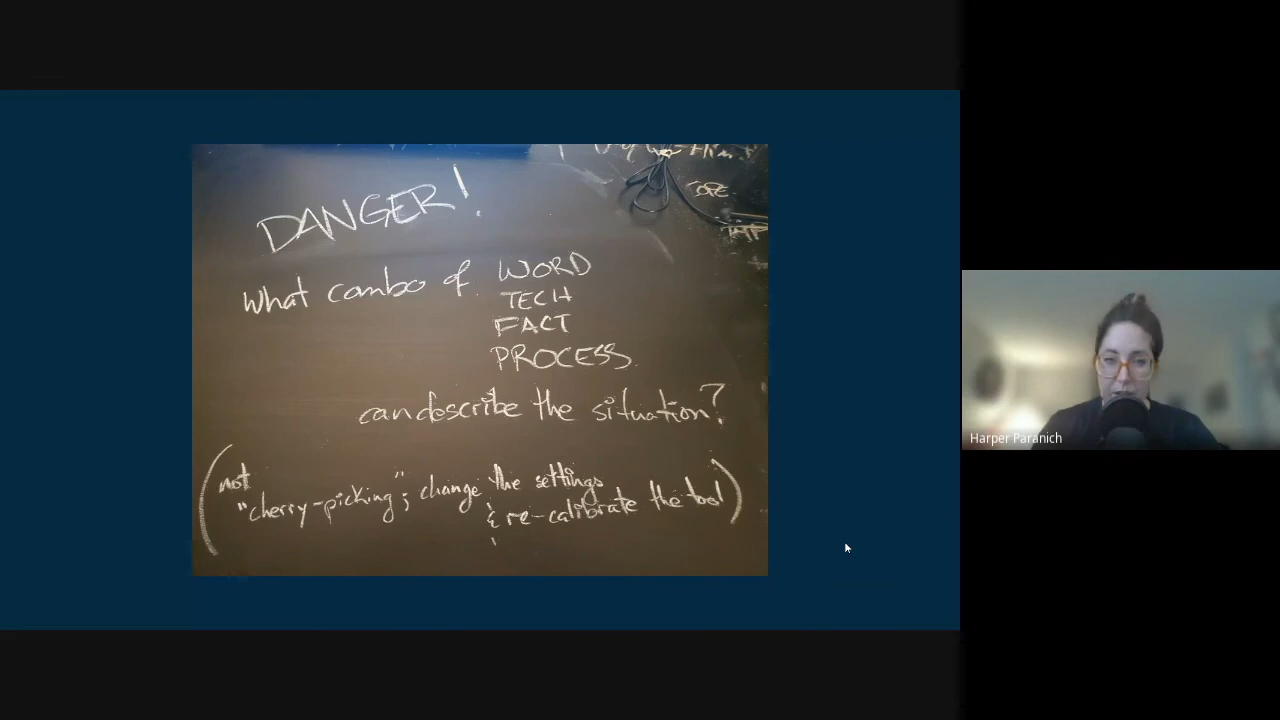 DANGER!
What combo of WORD
TECH
FACT
PROCESS
can describe the situation?
(not
"cherry-picking"; change the settings
& re-calibrate the tool)
Harper Paranich